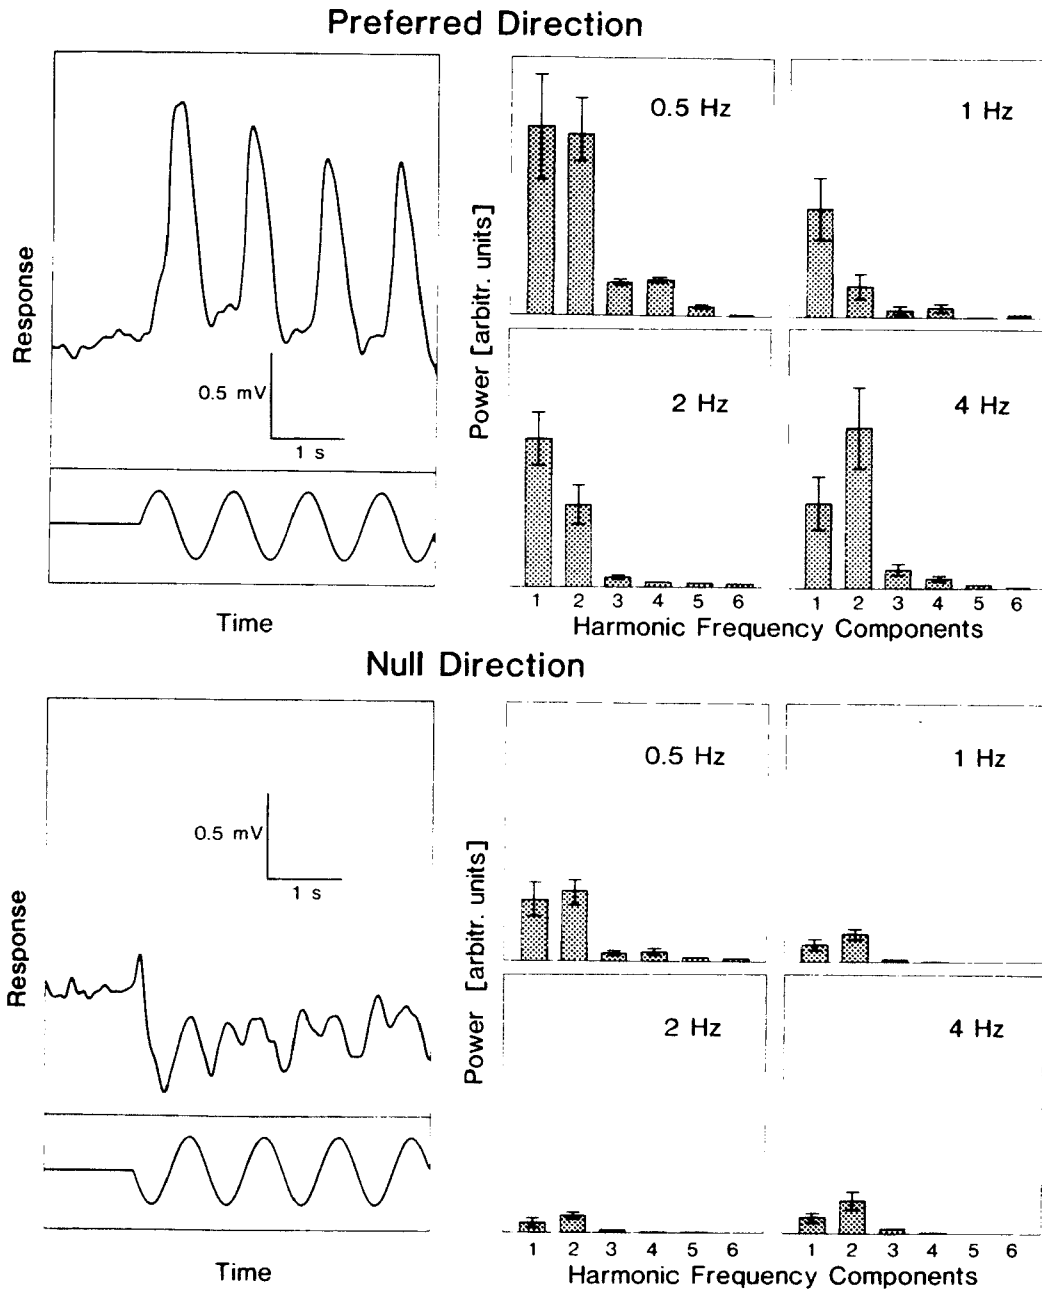 Preferred Direction
Response
0.5 mV
1 s
Time
Power [arbitr. units]
0.5 Hz
1 Hz
2 Hz
4 Hz
1 2 3 4 5 6
1 2 3 4 5 6
Harmonic Frequency Components
Null Direction
Response
0.5 mV
1 s
Time
Power [arbitr. units]
0.5 Hz
1 Hz
2 Hz
4 Hz
1 2 3 4 5 6
1 2 3 4 5 6
Harmonic Frequency Components